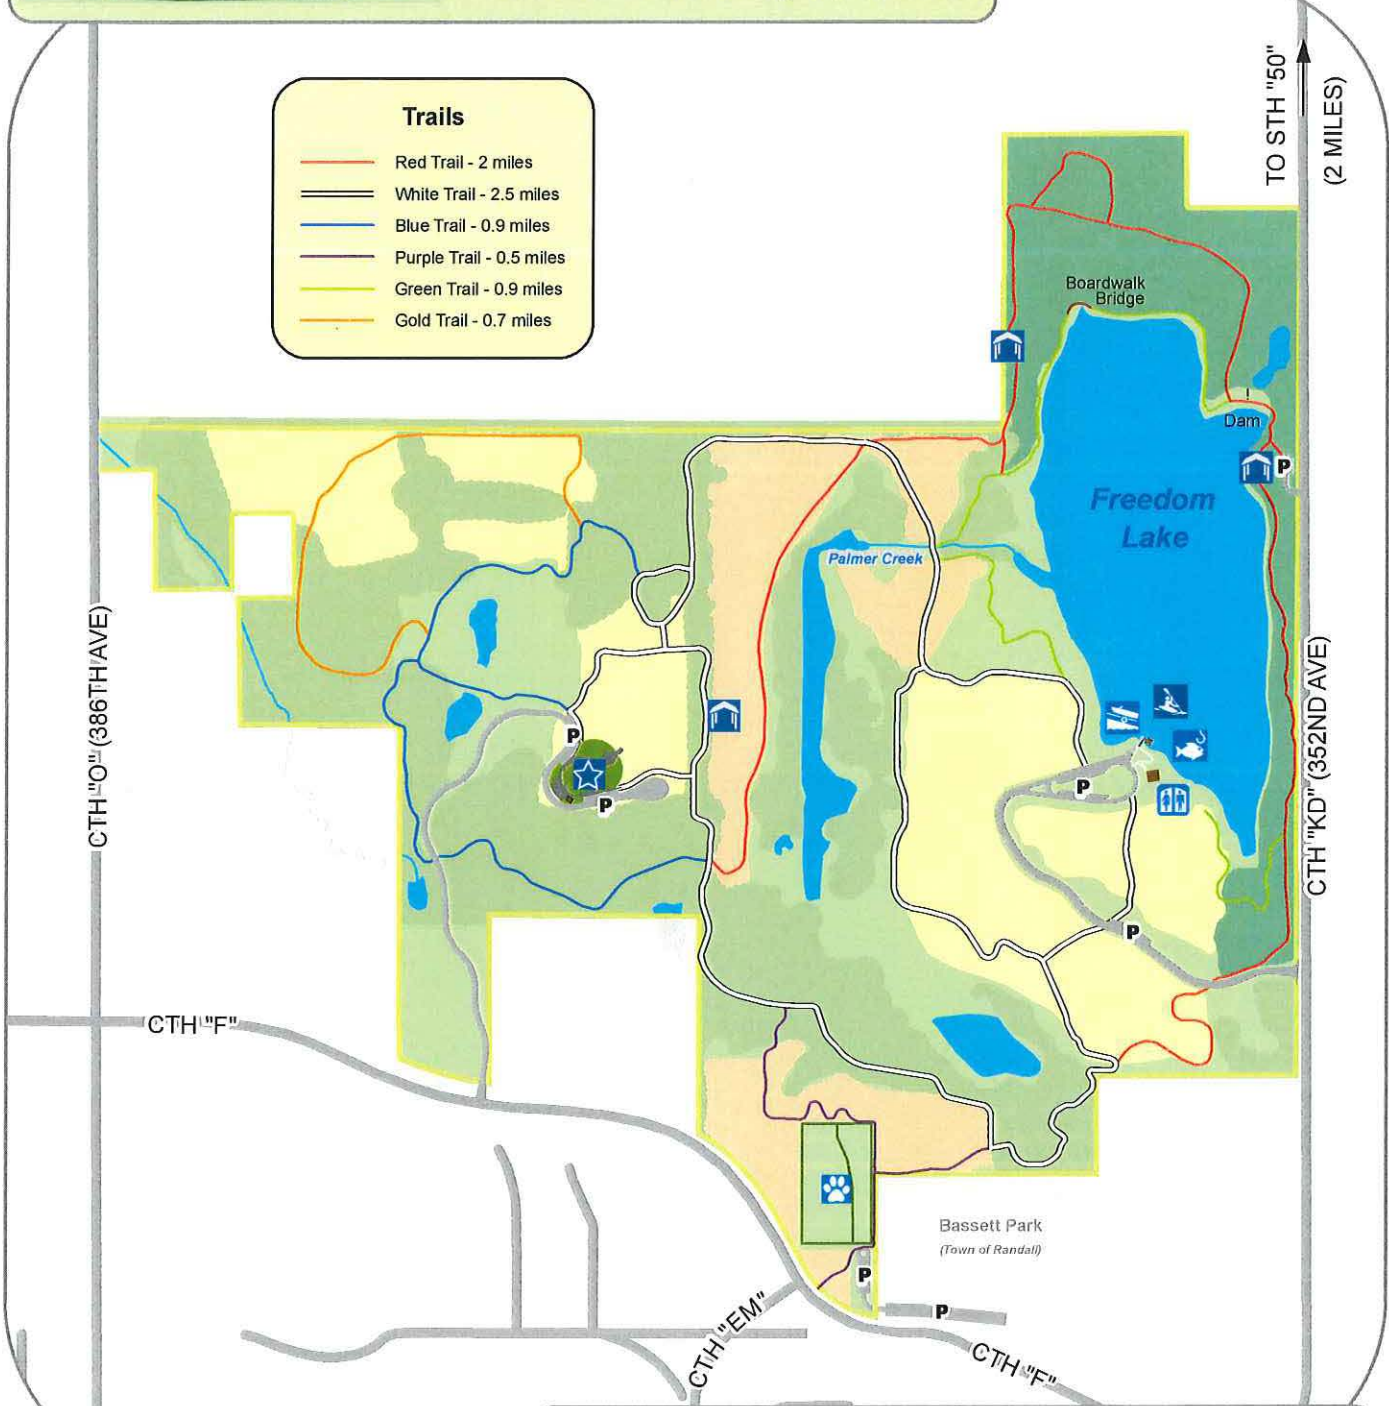 TO STH "50"
(2 MILES)
Trails
Red Trail - 2 miles
White Trail - 2.5 miles
Blue Trail - 0.9 miles
Purple Trail - 0.5 miles
Green Trail - 0.9 miles
Gold Trail - 0.7 miles
Boardwalk
Bridge
Dam
P
Freedom
Lake
Palmer Creek
CTH "O" (386TH AVE)
CTH "KD" (352ND AVE)
P
P
P
P
CTH "F"
Bassett Park
(Town of Randall)
P
P
CTH "EM"
CTH "F"